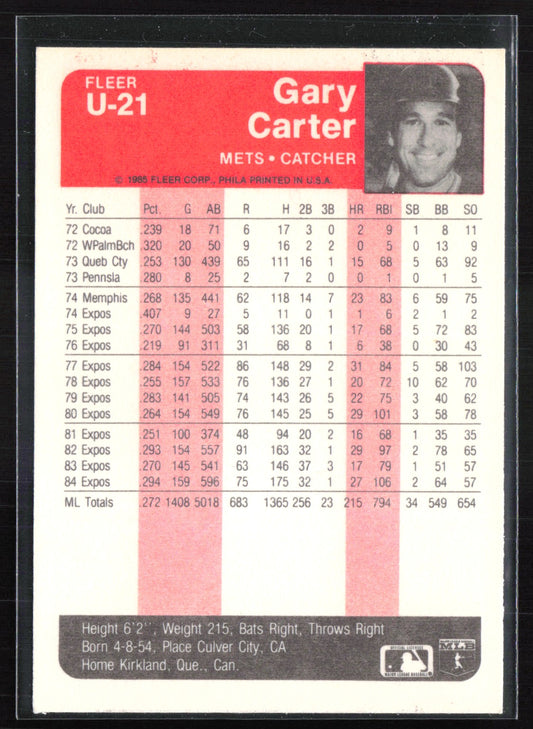 FLEER
U-21
Gary
Carter
METS • CATCHER
© 1985 FLEER CORP., PHILA PRINTED IN U.S.A.
Yr. Club Pct. G AB R H 2B 3B HR RBI SB BB SO
72 Cocoa .239 18 71 6 17 3 0 2 9 1 8 11
72 WPalmBch .320 20 50 9 16 2 2 0 5 0 13 9
73 Queb Cty .253 130 439 65 111 16 1 15 68 5 63 92
73 Pennsla .280 8 25 2 7 2 0 0 1 0 1 5
74 Memphis .268 135 441 62 118 14 7 23 83 6 59 75
74 Expos .407 9 27 5 11 0 1 1 6 2 1 2
75 Expos .270 144 503 58 136 20 1 17 68 5 72 83
76 Expos .219 91 311 31 68 8 1 6 38 0 30 43
77 Expos .284 154 522 86 148 29 2 31 84 5 58 103
78 Expos .255 157 533 76 136 27 1 20 72 10 62 70
79 Expos .283 141 505 74 143 26 5 22 75 3 40 62
80 Expos .264 154 549 76 145 25 5 29 101 3 58 78
81 Expos .251 100 374 48 94 20 2 16 68 1 35 35
82 Expos .293 154 557 91 163 32 1 29 97 2 78 65
83 Expos .270 145 541 63 146 37 3 17 79 1 51 57
84 Expos .294 159 596 75 175 32 1 27 106 2 64 57
ML Totals .272 1408 5018 683 1365 256 23 215 794 34 549 654
Height 6'2", Weight 215, Bats Right, Throws Right
Born 4-8-54, Place Culver City, CA
Home Kirkland, Que., Can.
MAJOR LEAGUE BASEBALL